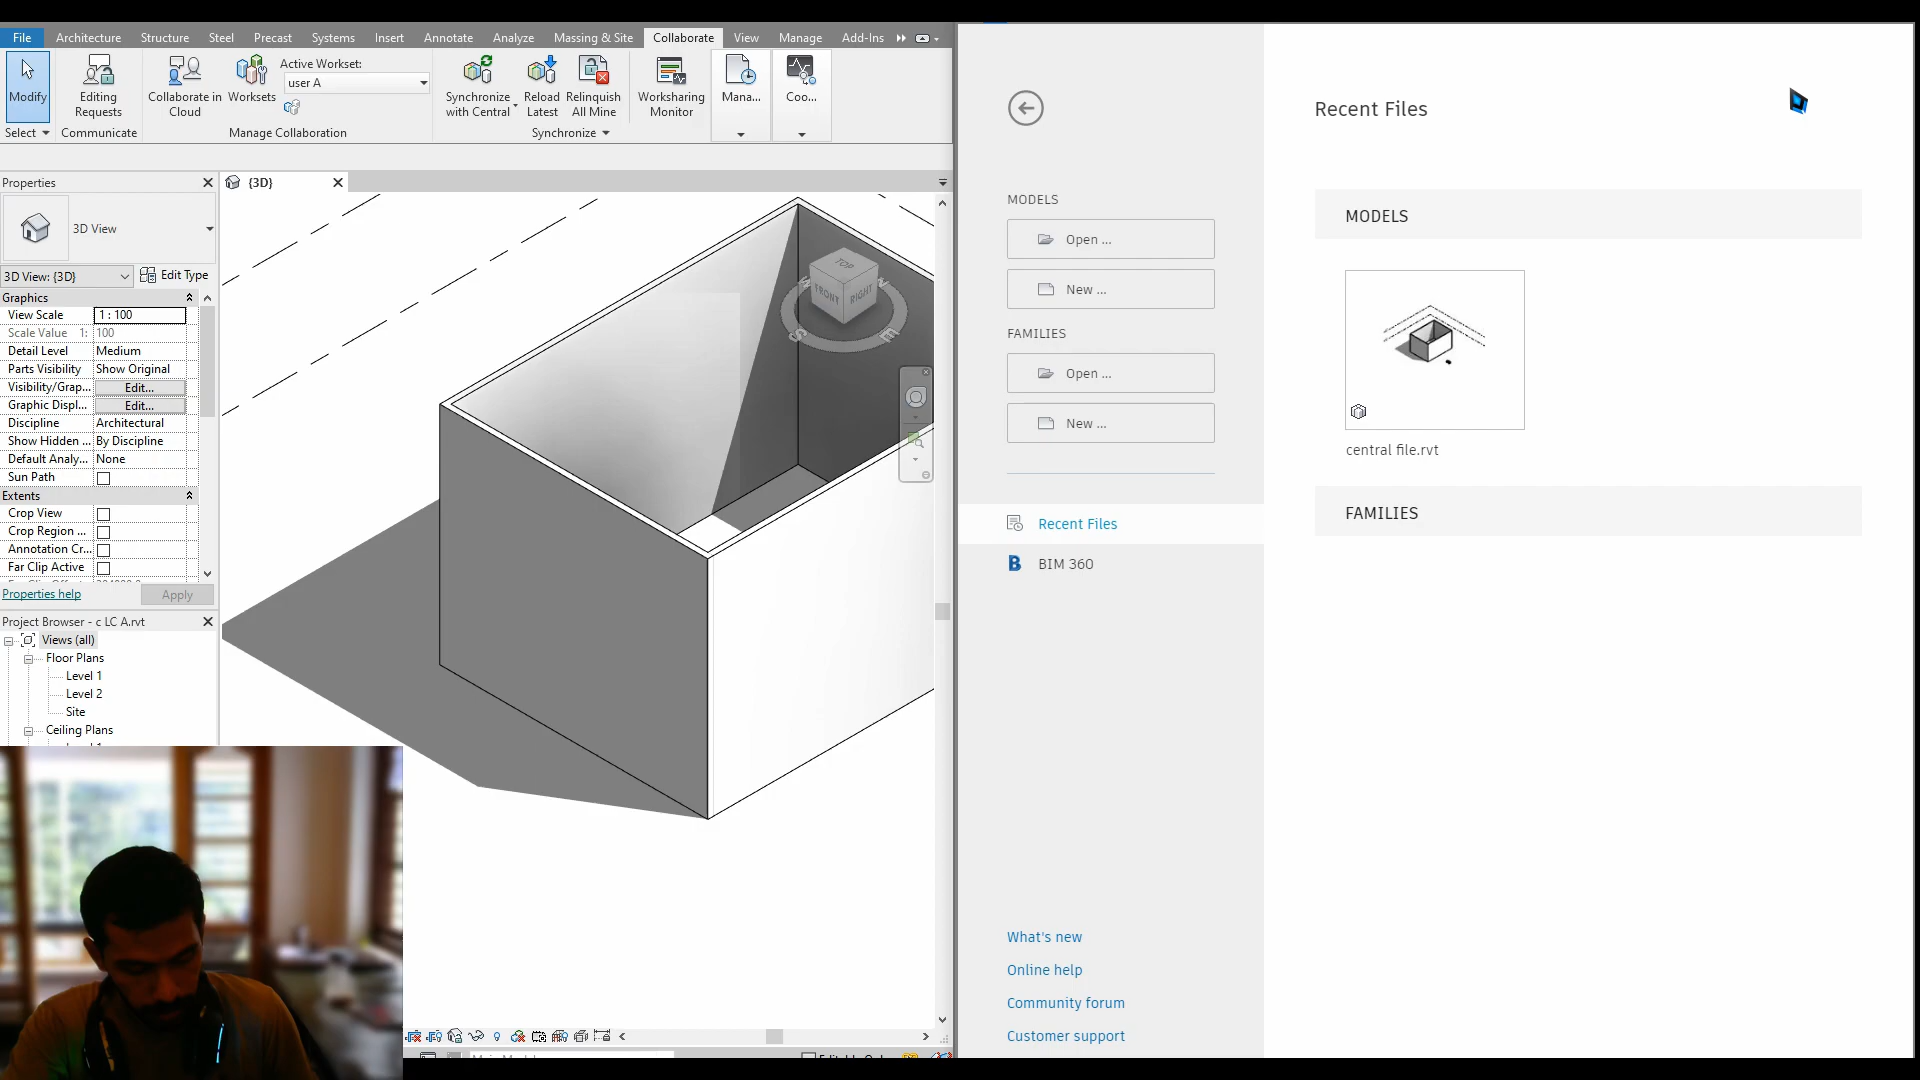 File Architecture Structure Steel Precast Systems Insert Annotate Analyze Massing & Site Collaborate View Manage Add-Ins
Modify
Select
Editing
Requests
Communicate
Collaborate in
Cloud
Worksets
Active Workset:
user A
Manage Collaboration
Synchronize
with Central
Reload
Latest
Relinquish
All Mine
Synchronize
Worksharing
Monitor
Mana...
Coo...
Properties
{3D}
3D View
3D View: {3D}
Edit Type
Graphics
View Scale 1 : 100
Scale Value 1: 100
Detail Level Medium
Parts Visibility Show Original
Visibility/Grap... Edit...
Graphic Displ... Edit...
Discipline Architectural
Show Hidden ... By Discipline
Default Analy... None
Sun Path
Extents
Crop View
Crop Region ...
Annotation Cr...
Far Clip Active
Properties help
Apply
Project Browser - c LC A.rvt
Views (all)
Floor Plans
Level 1
Level 2
Site
Ceiling Plans
TOP
FRONT
RIGHT
S
E
MODELS
Open ...
New ...
FAMILIES
Open ...
New ...
Recent Files
B BIM 360
What's new
Online help
Community forum
Customer support
Recent Files
MODELS
central file.rvt
FAMILIES